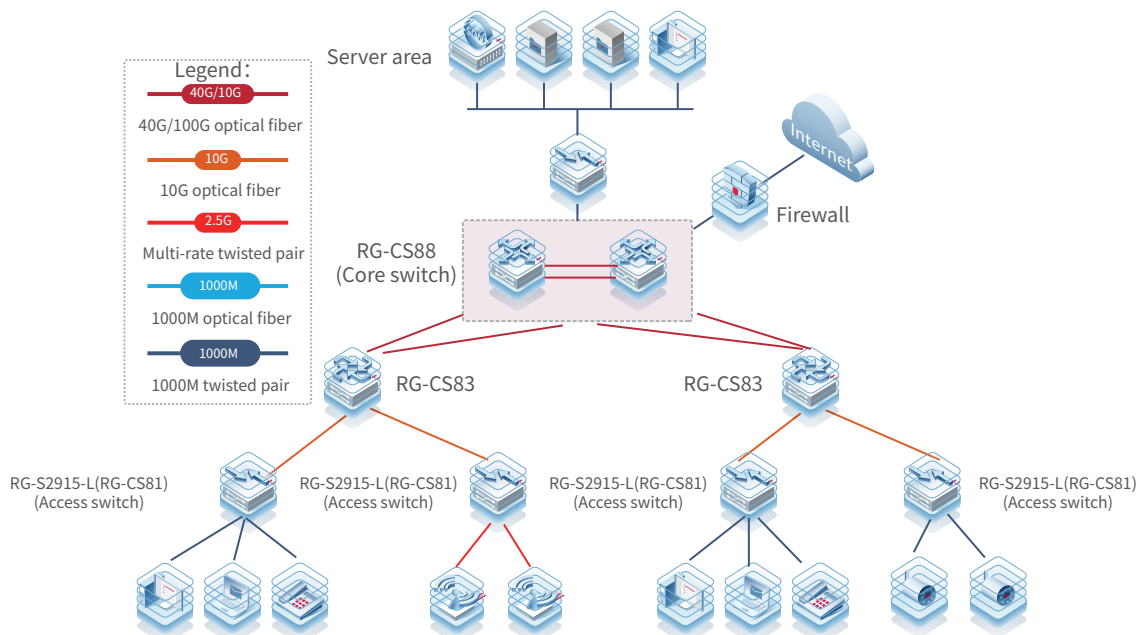 Server area
Legend：
40G/10G
40G/100G optical fiber
10G
10G optical fiber
2.5G
Multi-rate twisted pair
1000M
1000M optical fiber
1000M
1000M twisted pair
Internet
Firewall
RG-CS88
(Core switch)
RG-CS83
RG-CS83
RG-S2915-L(RG-CS81)
(Access switch)
RG-S2915-L(RG-CS81)
(Access switch)
RG-S2915-L(RG-CS81)
(Access switch)
RG-S2915-L(RG-CS81)
(Access switch)